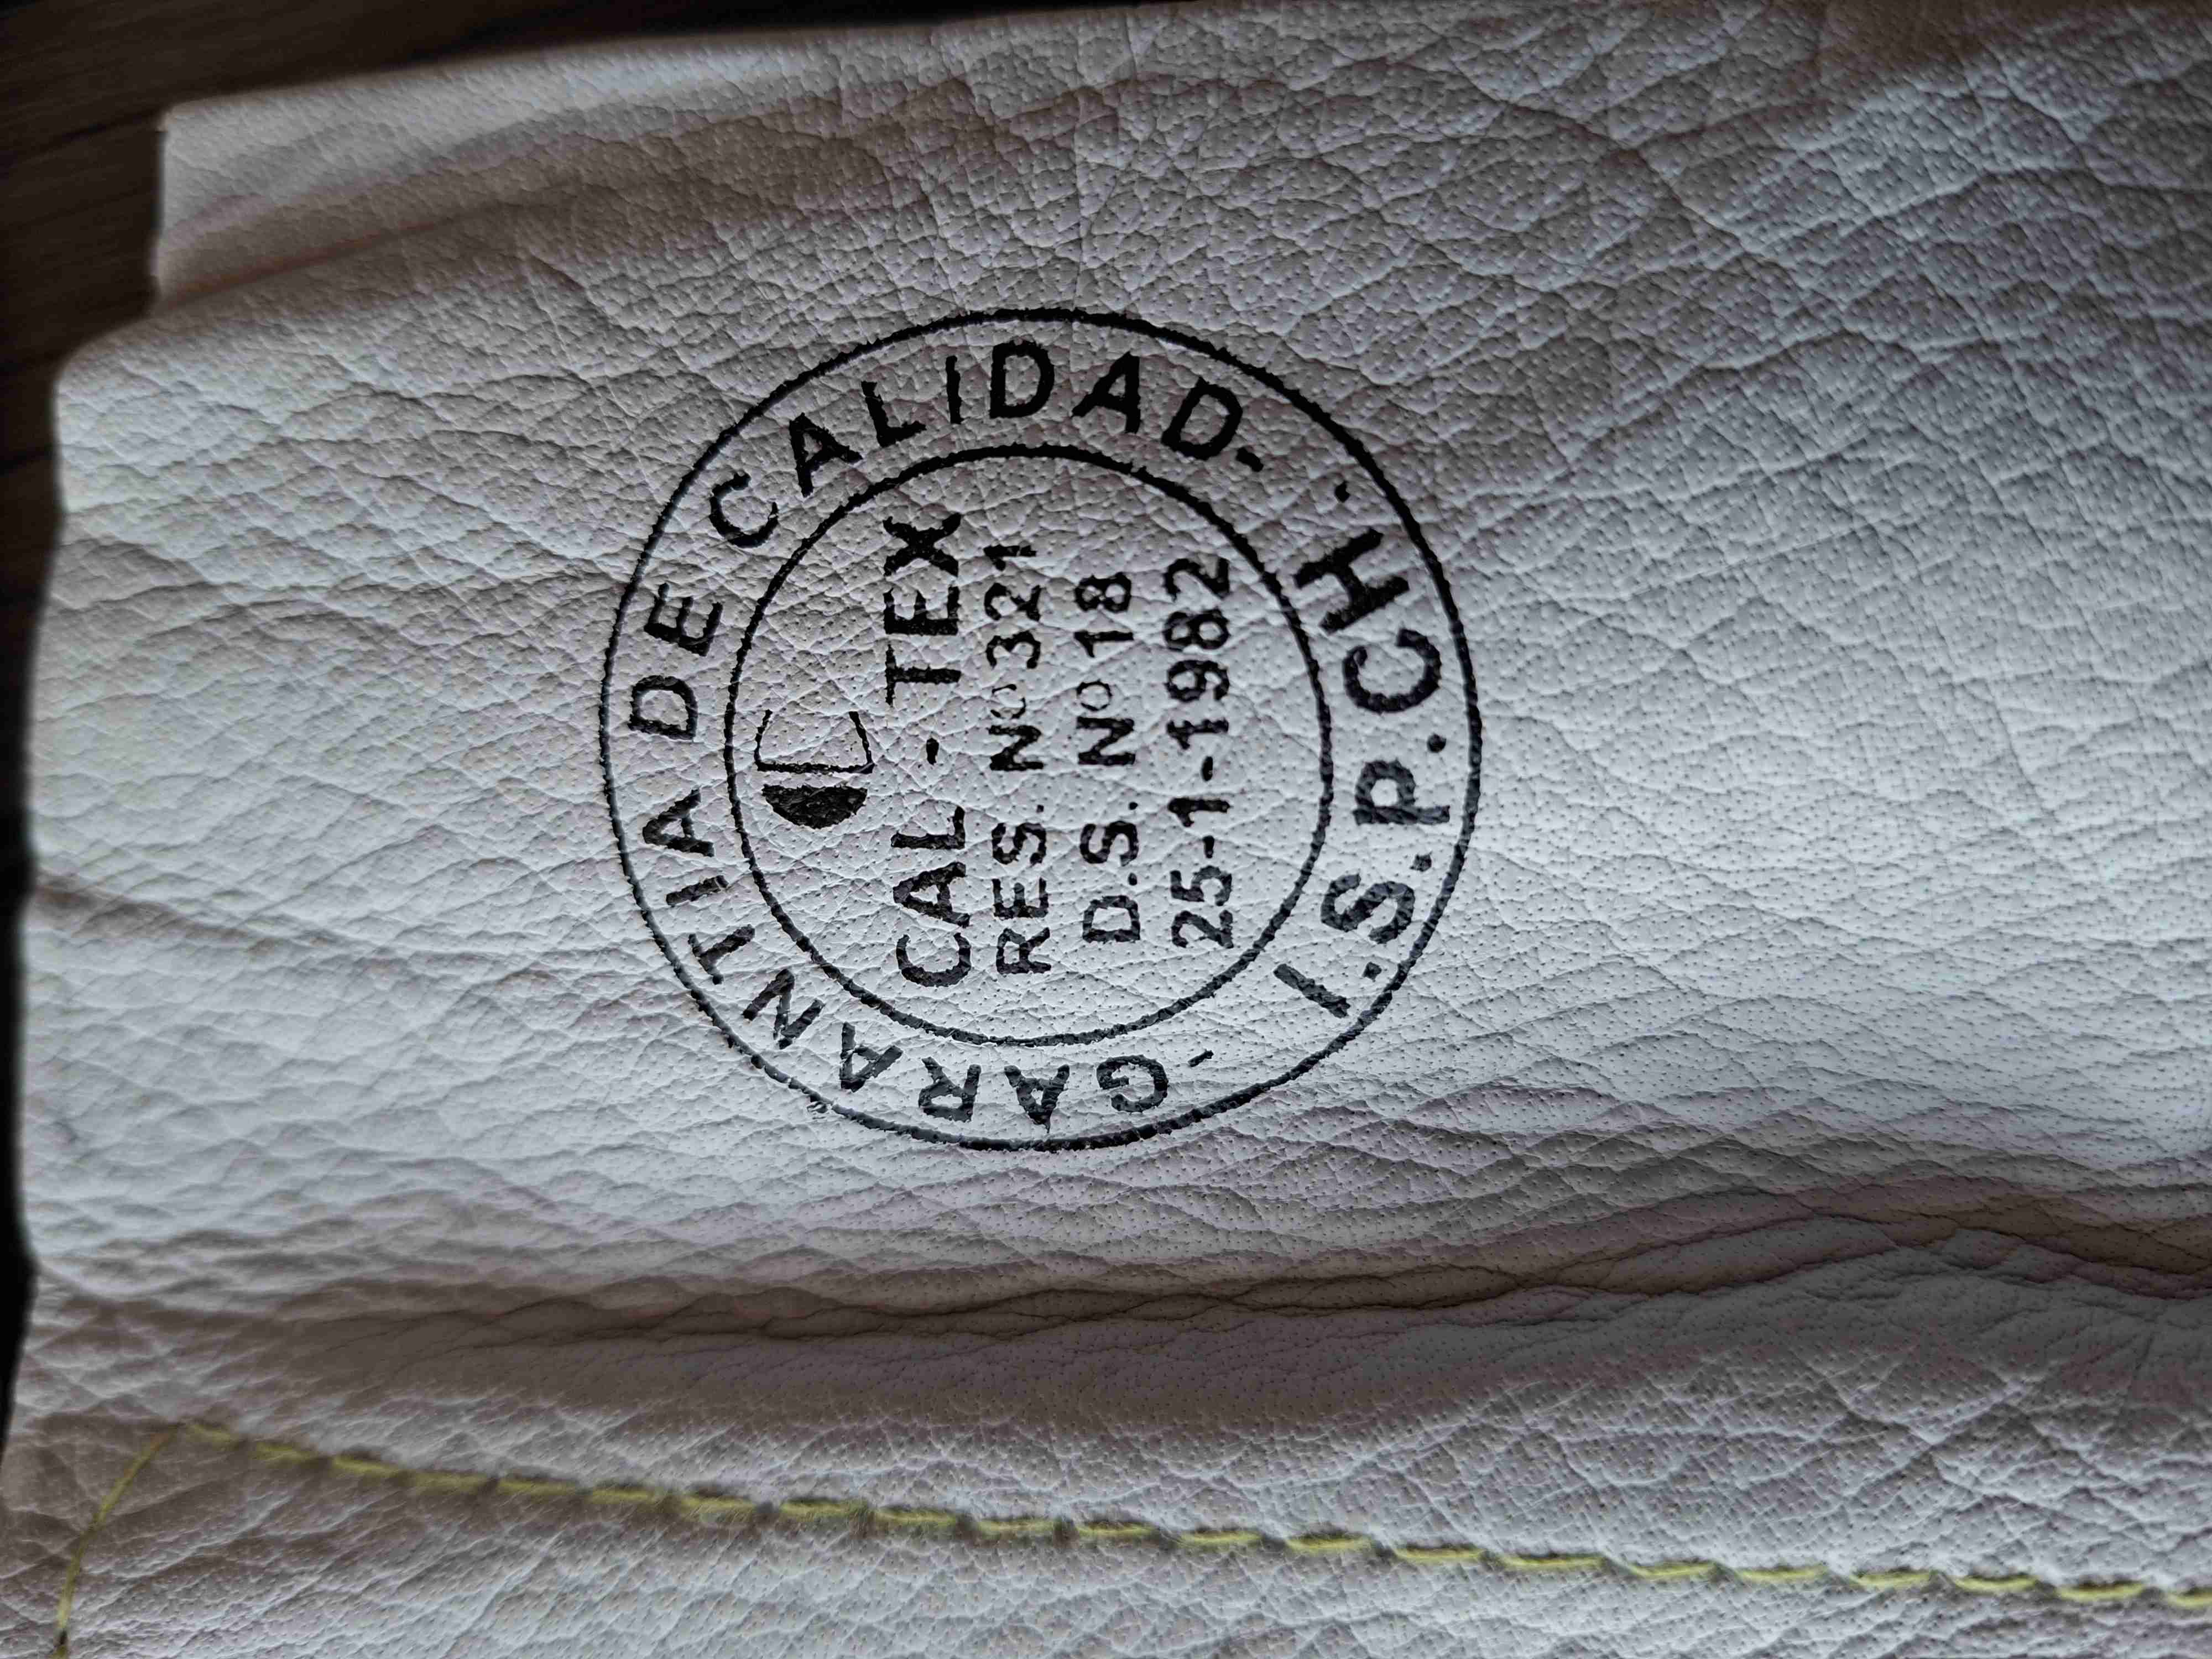 -GARANTIA DE CALIDAD-
CAL - TEX
RES. Nº 321
D.S. Nº 18
25-1-1982
I.S.P.CH.